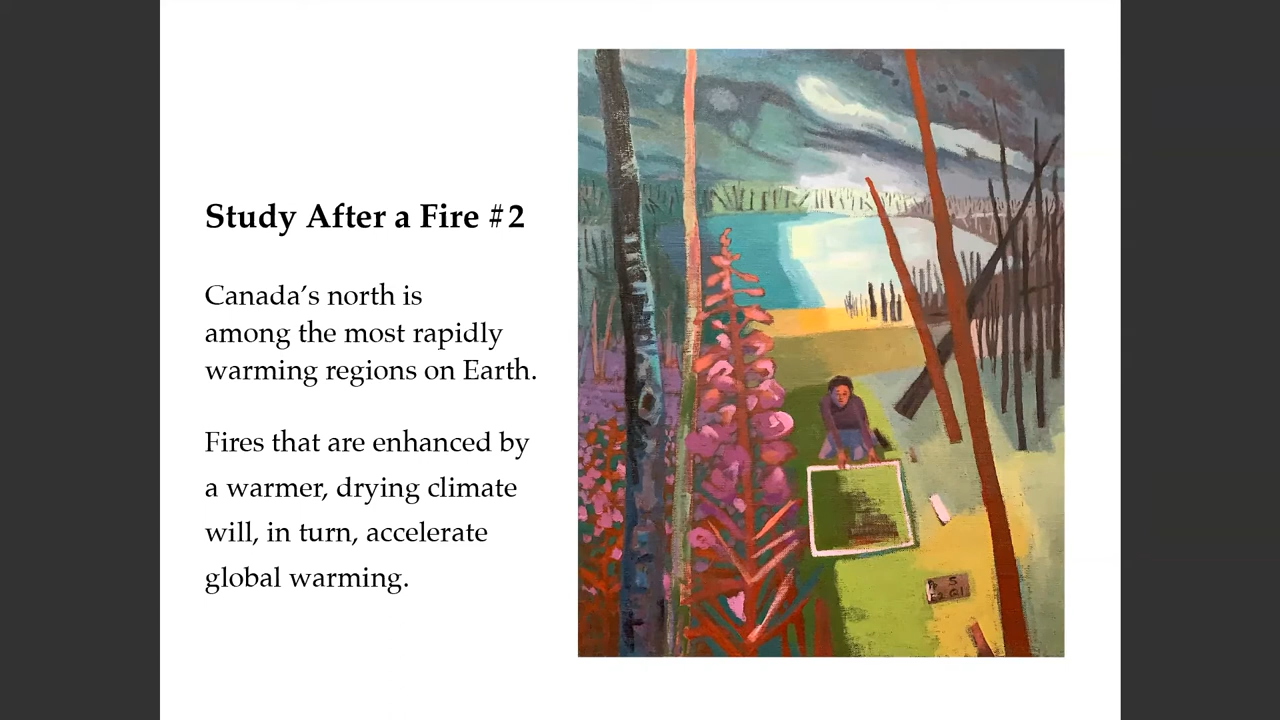 Study After a Fire #2
Canada's north is
among the most rapidly
warming regions on Earth.
Fires that are enhanced by
a warmer, drying climate
will, in turn, accelerate
global warming.